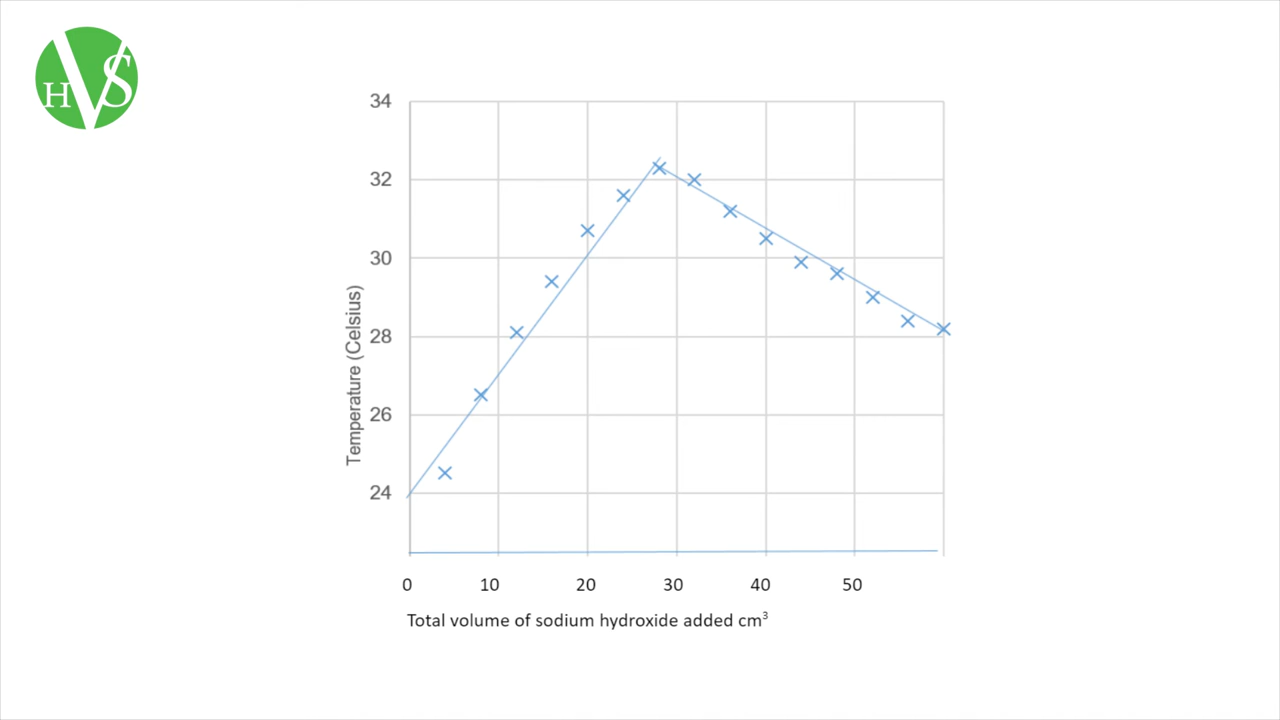 HVS
34
32
30
28
26
24
Temperature (Celsius)
0 10 20 30 40 50
Total volume of sodium hydroxide added cm³